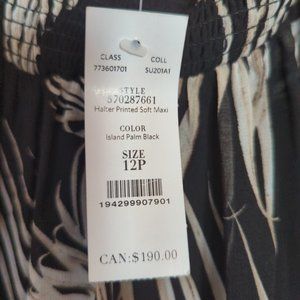 CLASS COLL
773601701 SU201A1
STYLE
570287661
Halter Printed Soft Maxi
COLOR
Island Palm Black
SIZE
12P
194299907901
CAN:$190.00